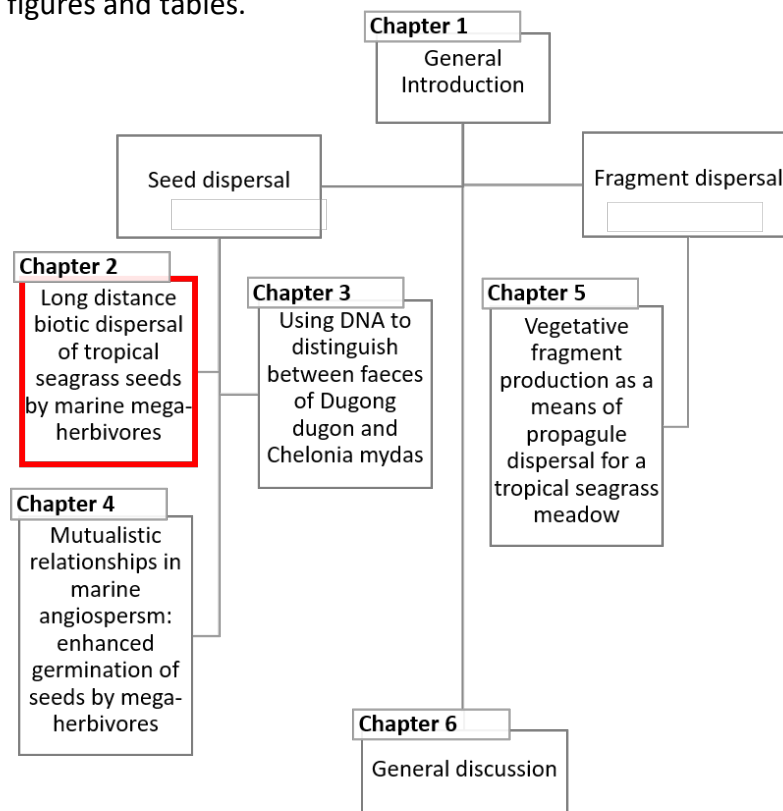 figures and tables.
Chapter 1
General
Introduction
Seed dispersal
Fragment dispersal
Chapter 2
Long distance
biotic dispersal
of tropical
seagrass seeds
by marine mega-
herbivores
Chapter 3
Using DNA to
distinguish
between faeces
of Dugong
dugon and
Chelonia mydas
Chapter 5
Vegetative
fragment
production as a
means of
propagule
dispersal for a
tropical seagrass
meadow
Chapter 4
Mutualistic
relationships in
marine
angiospersm:
enhanced
germination of
seeds by mega-
herbivores
Chapter 6
General discussion